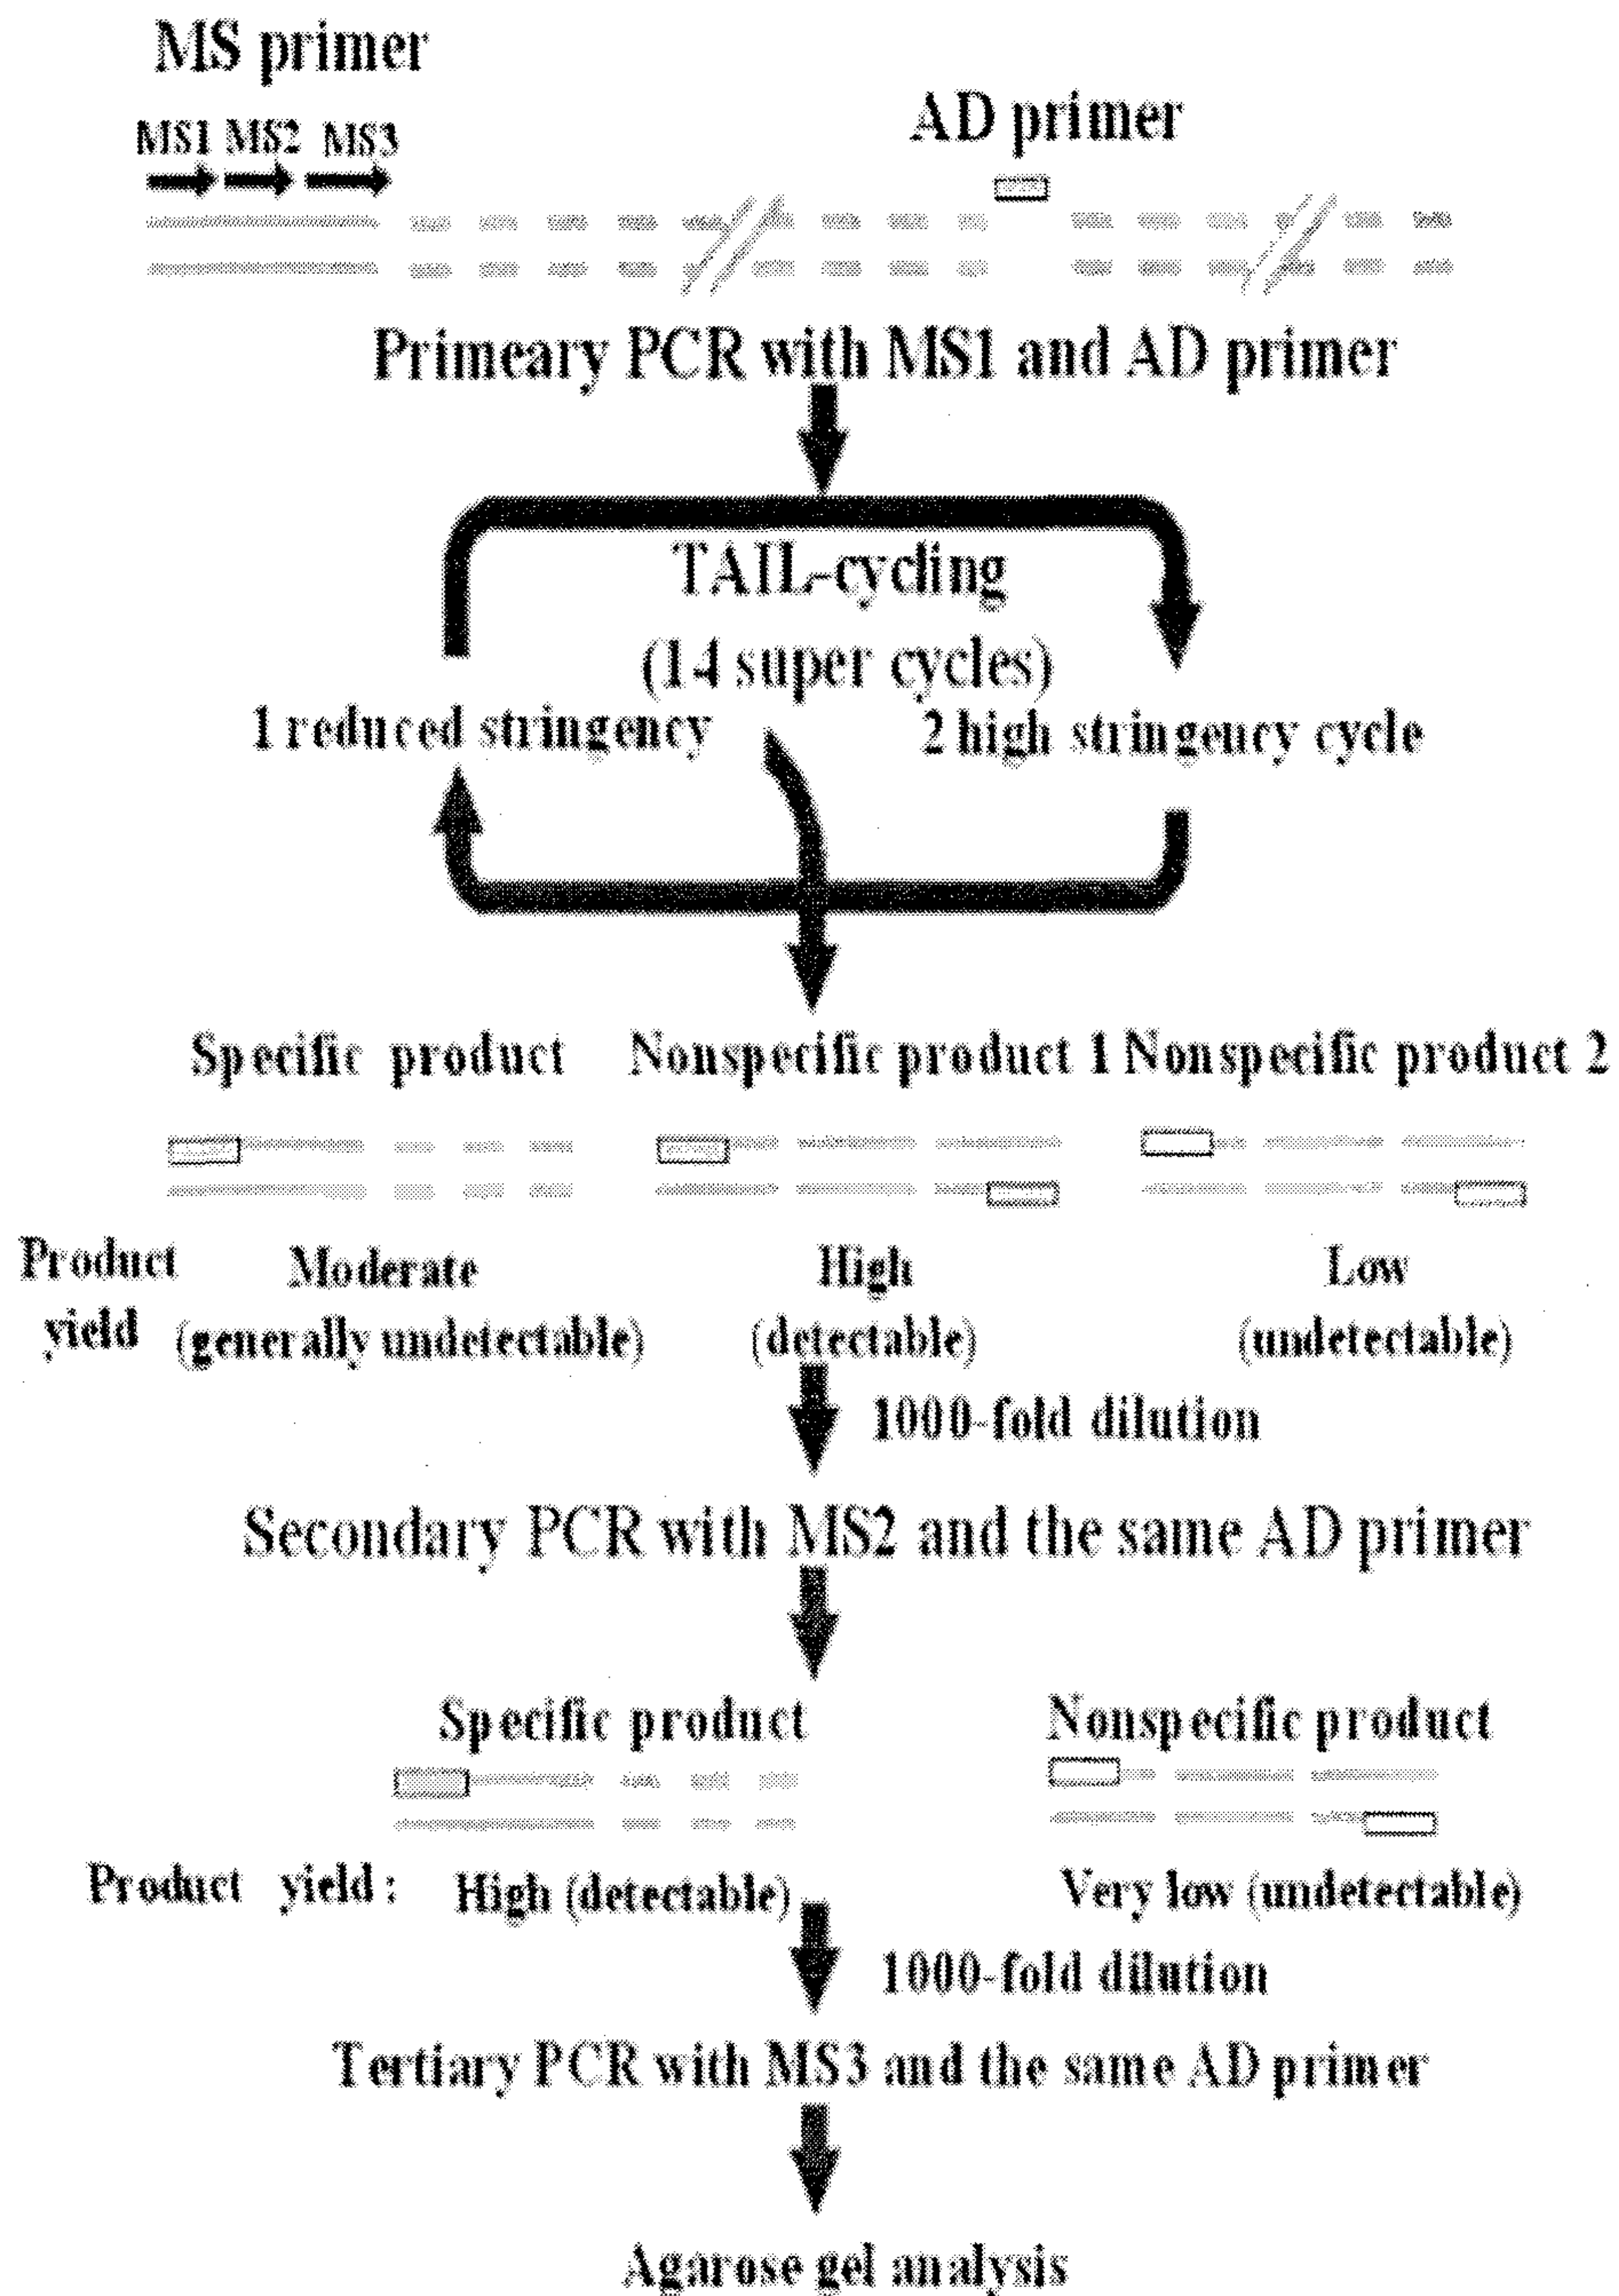 MS primer
AD primer
MS1 MS2 MS3
Primeary PCR with MS1 and AD primer
TAIL-cycling
(14 super cycles)
1 reduced stringency
2 high stringency cycle
Specific product
Nonspecific product 1
Nonspecific product 2
Product yield
Moderate
(generally undetectable)
High
(detectable)
Low
(undetectable)
1000-fold dilution
Secondary PCR with MS2 and the same AD primer
Specific product
Nonspecific product
Product yield:
High (detectable)
Very low (undetectable)
1000-fold dilution
Tertiary PCR with MS3 and the same AD primer
Agarose gel analysis